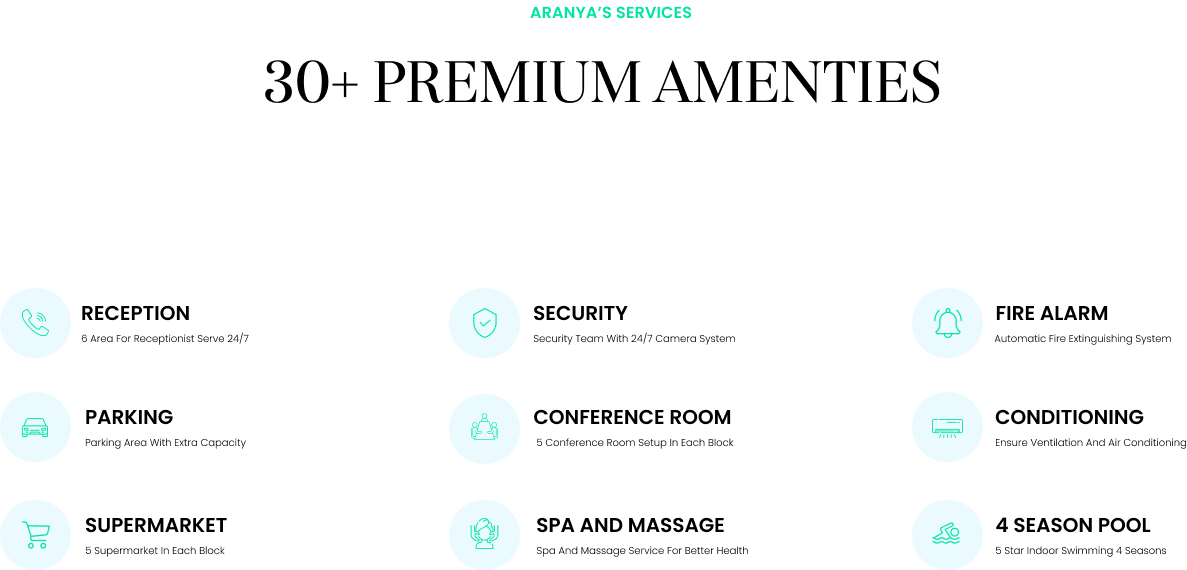 ARANYA'S SERVICES
30+ PREMIUM AMENTIES
RECEPTION
6 Area For Receptionist Serve 24/7
SECURITY
Security Team With 24/7 Camera System
FIRE ALARM
Automatic Fire Extinguishing System
PARKING
Parking Area With Extra Capacity
CONFERENCE ROOM
5 Conference Room Setup In Each Block
CONDITIONING
Ensure Ventilation And Air Conditioning
SUPERMARKET
5 Supermarket In Each Block
SPA AND MASSAGE
Spa And Massage Service For Better Health
4 SEASON POOL
5 Star Indoor Swimming 4 Seasons